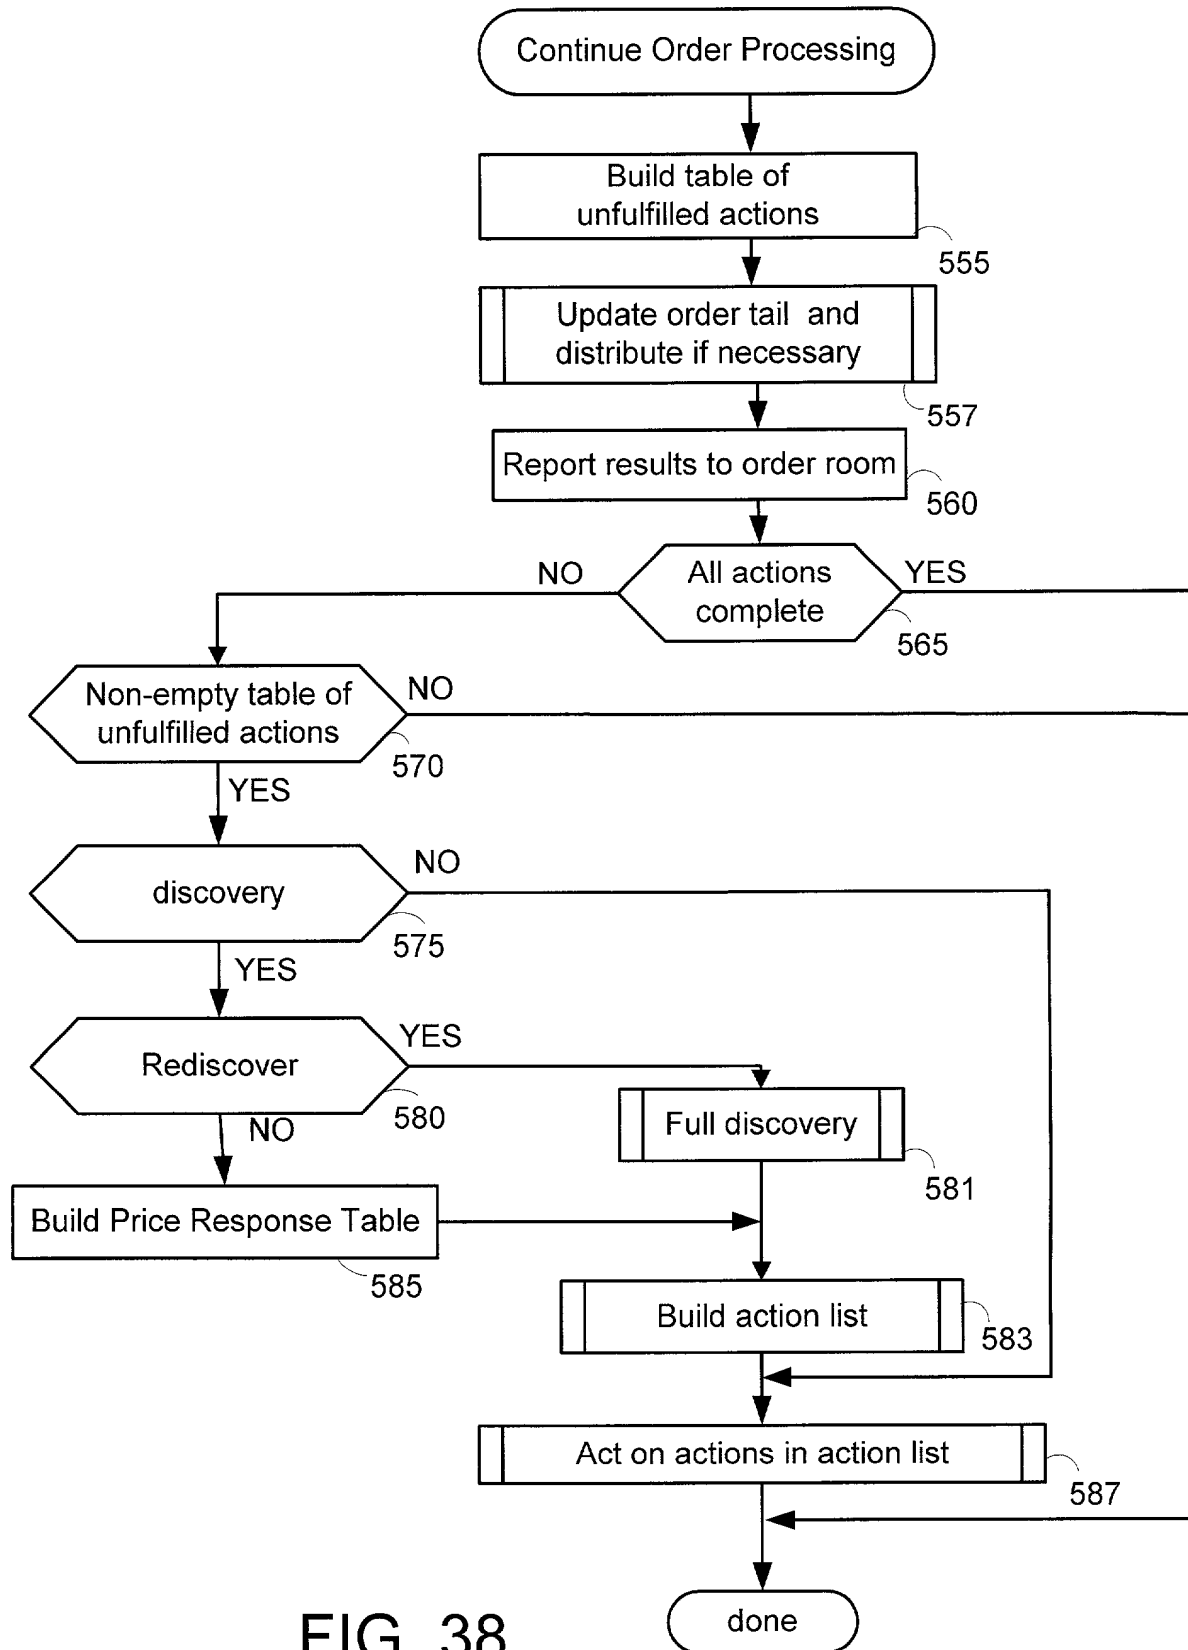 Continue Order Processing
Build table of
unfulfilled actions
555
Update order tail and
distribute if necessary
557
Report results to order room
560
NO
All actions
complete
YES
565
Non-empty table of
unfulfilled actions
NO
570
YES
discovery
NO
575
YES
Rediscover
YES
580
NO
Full discovery
581
Build Price Response Table
585
Build action list
583
Act on actions in action list
587
done
FIG. 38